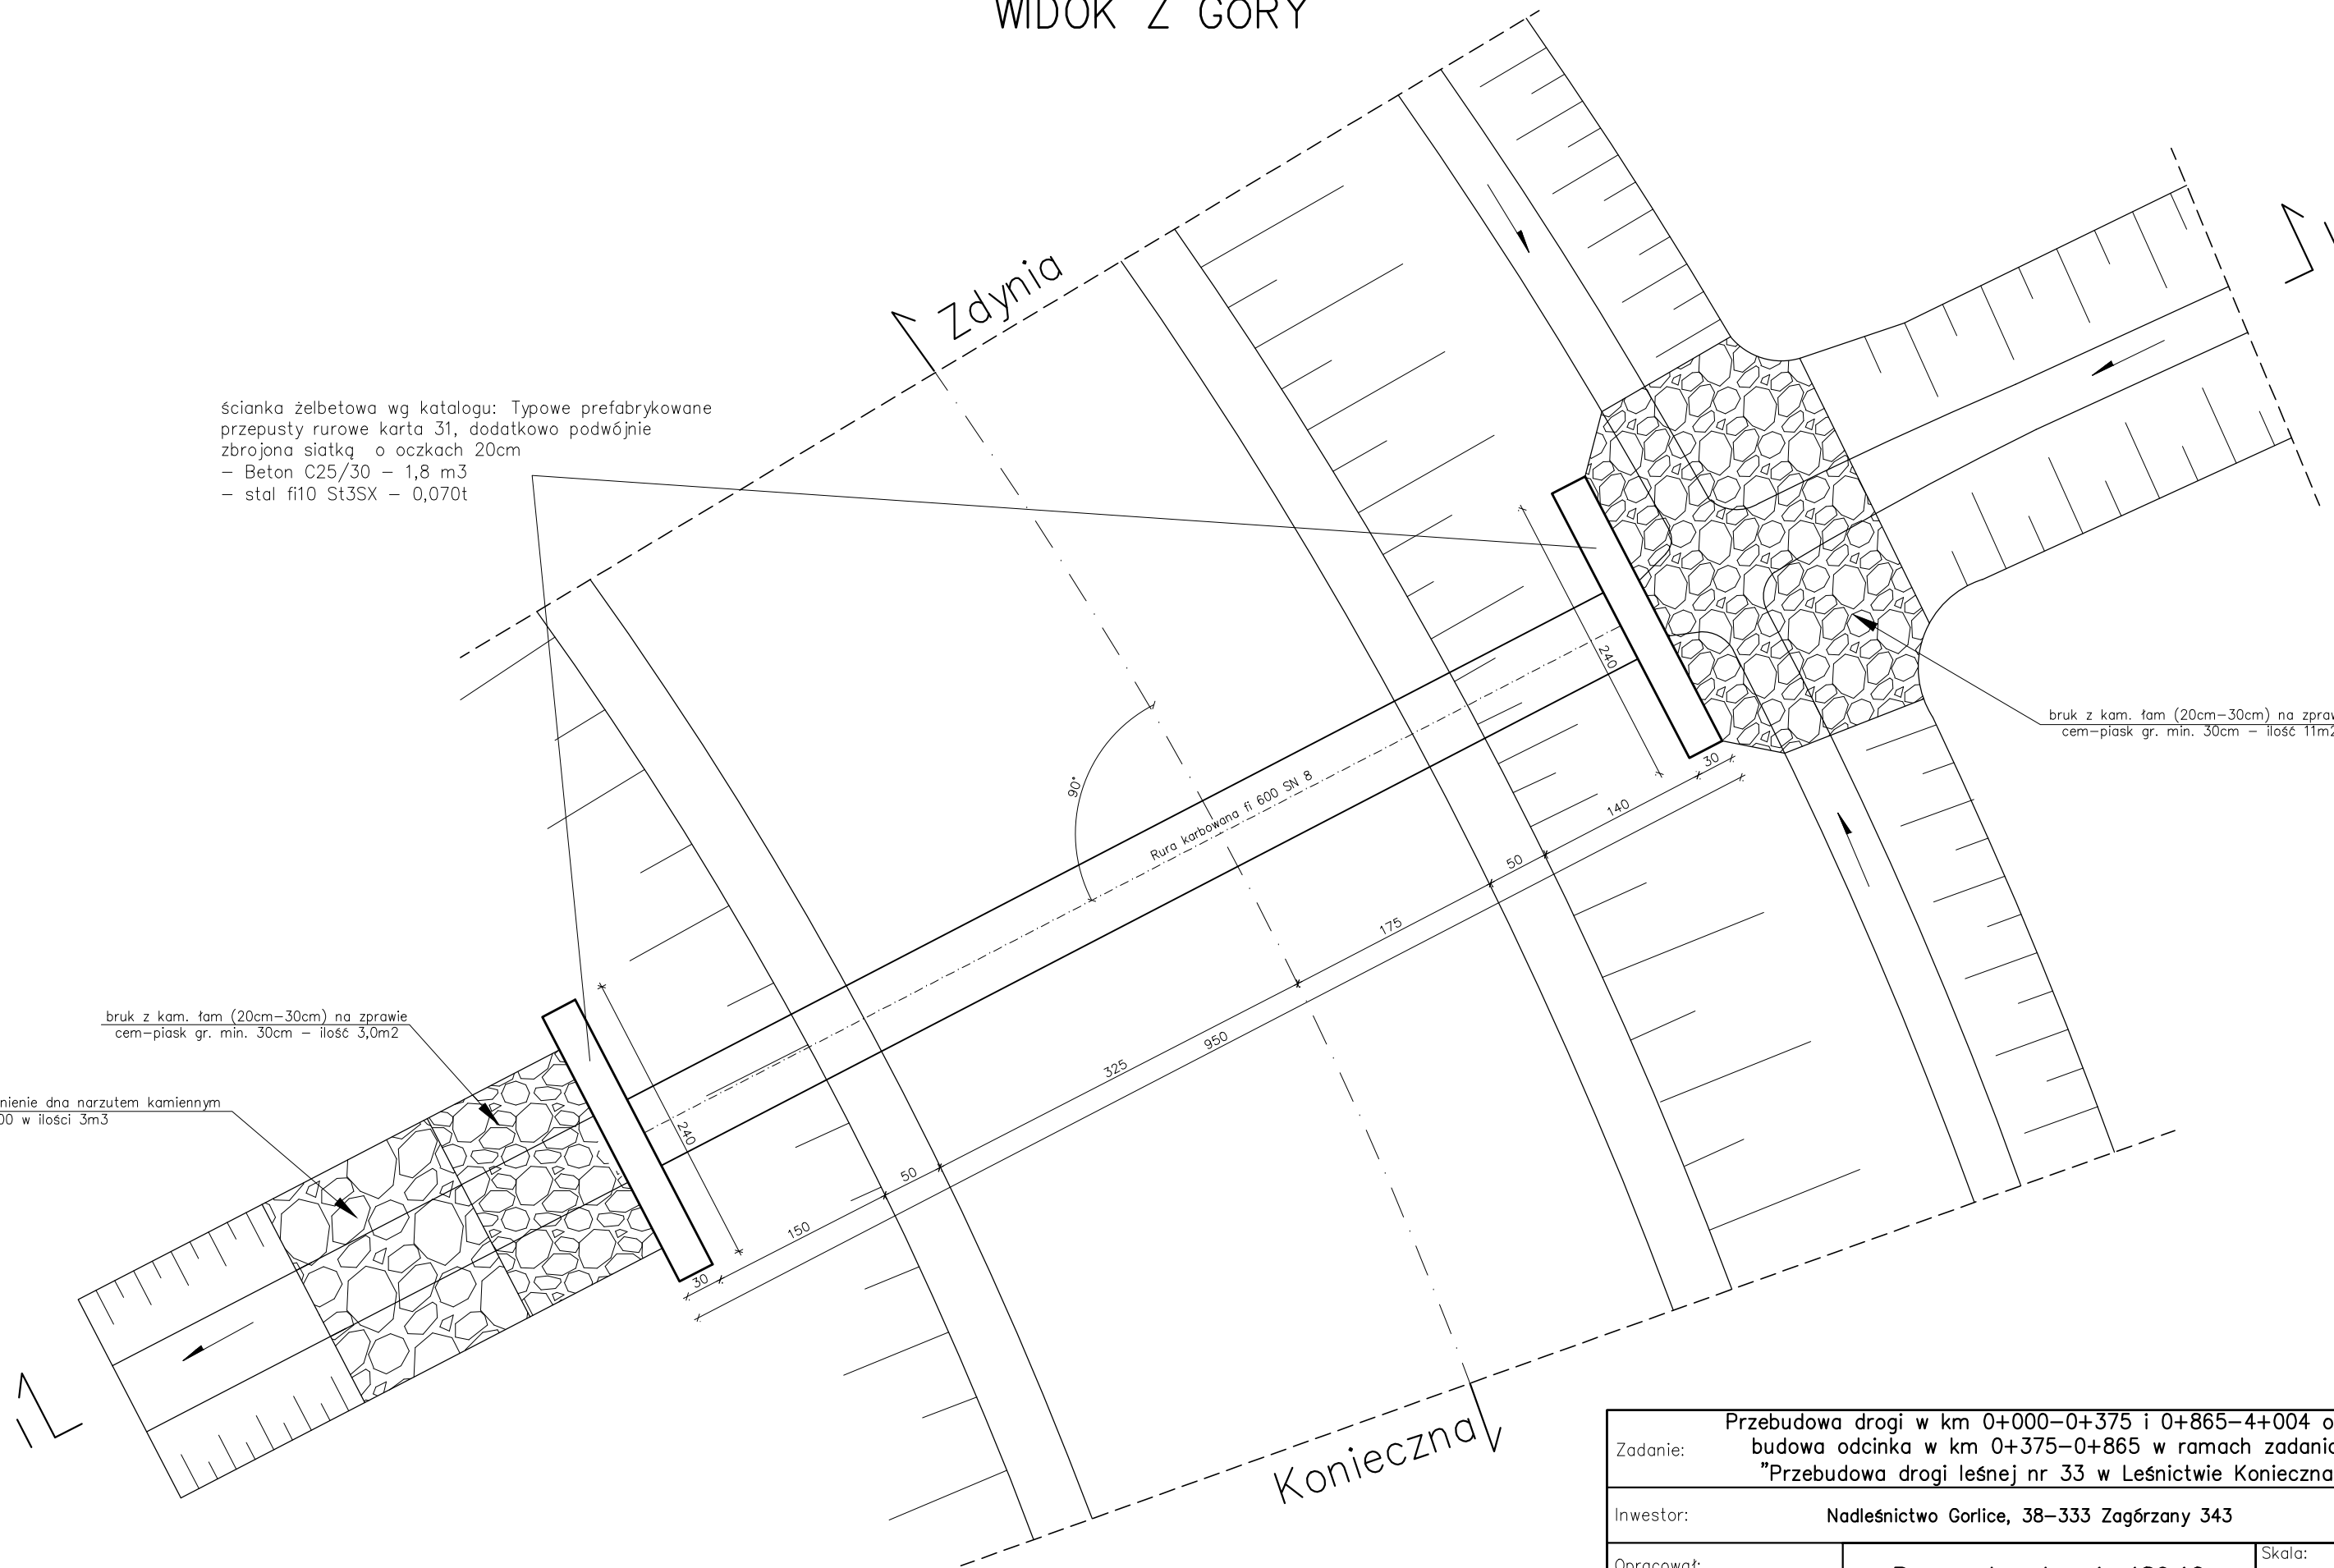 WIDOK Z GÓRY
Zdynia
ścianka żelbetowa wg katalogu: Typowe prefabrykowane
przepusty rurowe karta 31, dodatkowo podwójnie
zbrojona siatką o oczkach 20cm
– Beton C25/30 – 1,8 m3
– stal fi10 St3SX – 0,070t
240
bruk z kam. łam (20cm–30cm) na zpraw
cem–piask gr. min. 30cm – ilość 11m2
30
140
50
90°
Rura karbowana fi 600 SN 8
175
950
325
bruk z kam. łam (20cm–30cm) na zprawie
cem–piask gr. min. 30cm – ilość 3,0m2
nienie dna narzutem kamiennym
00 w ilości 3m3
240
50
150
30
Konieczna
Zadanie:
Przebudowa drogi w km 0+000–0+375 i 0+865–4+004 o
budowa odcinka w km 0+375–0+865 w ramach zadania
"Przebudowa drogi leśnej nr 33 w Leśnictwie Konieczna
Inwestor:
Nadleśnictwo Gorlice, 38–333 Zagórzany 343
Opracował:
Skala: